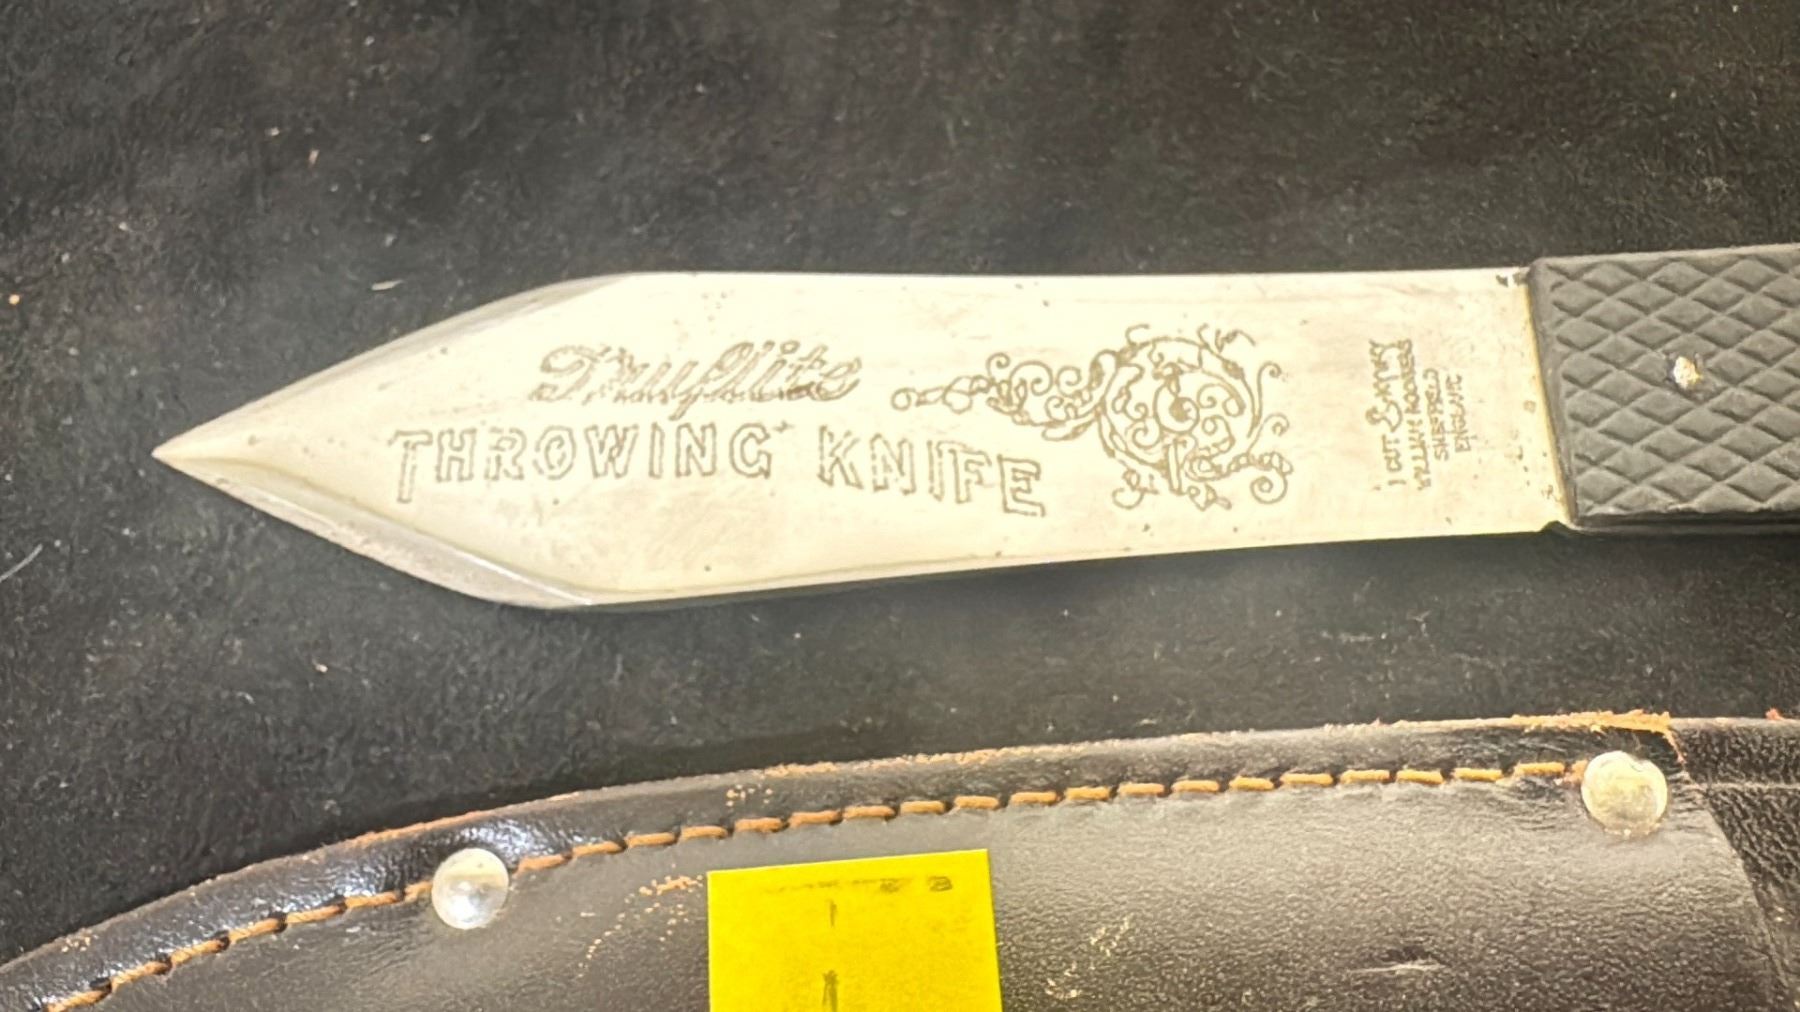 Truflite
THROWING KNIFE
I CUT MY WAY
WILLIAM RODGERS
SHEFFIELD
ENGLAND